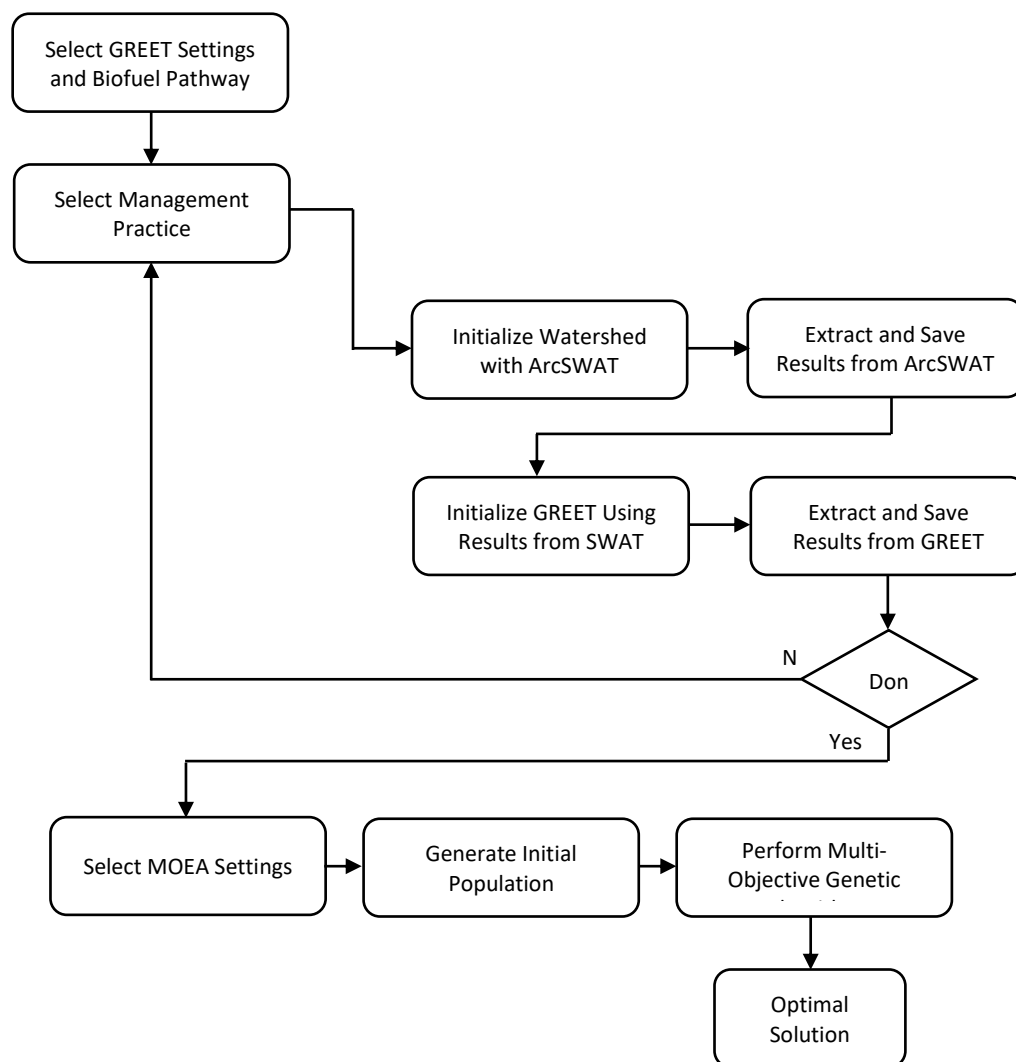 Select GREET Settings
and Biofuel Pathway
Select Management
Practice
Initialize Watershed
with ArcSWAT
Extract and Save
Results from ArcSWAT
Initialize GREET Using
Results from SWAT
Extract and Save
Results from GREET
N
Don
Yes
Select MOEA Settings
Generate Initial
Population
Perform Multi-
Objective Genetic
Optimal
Solution